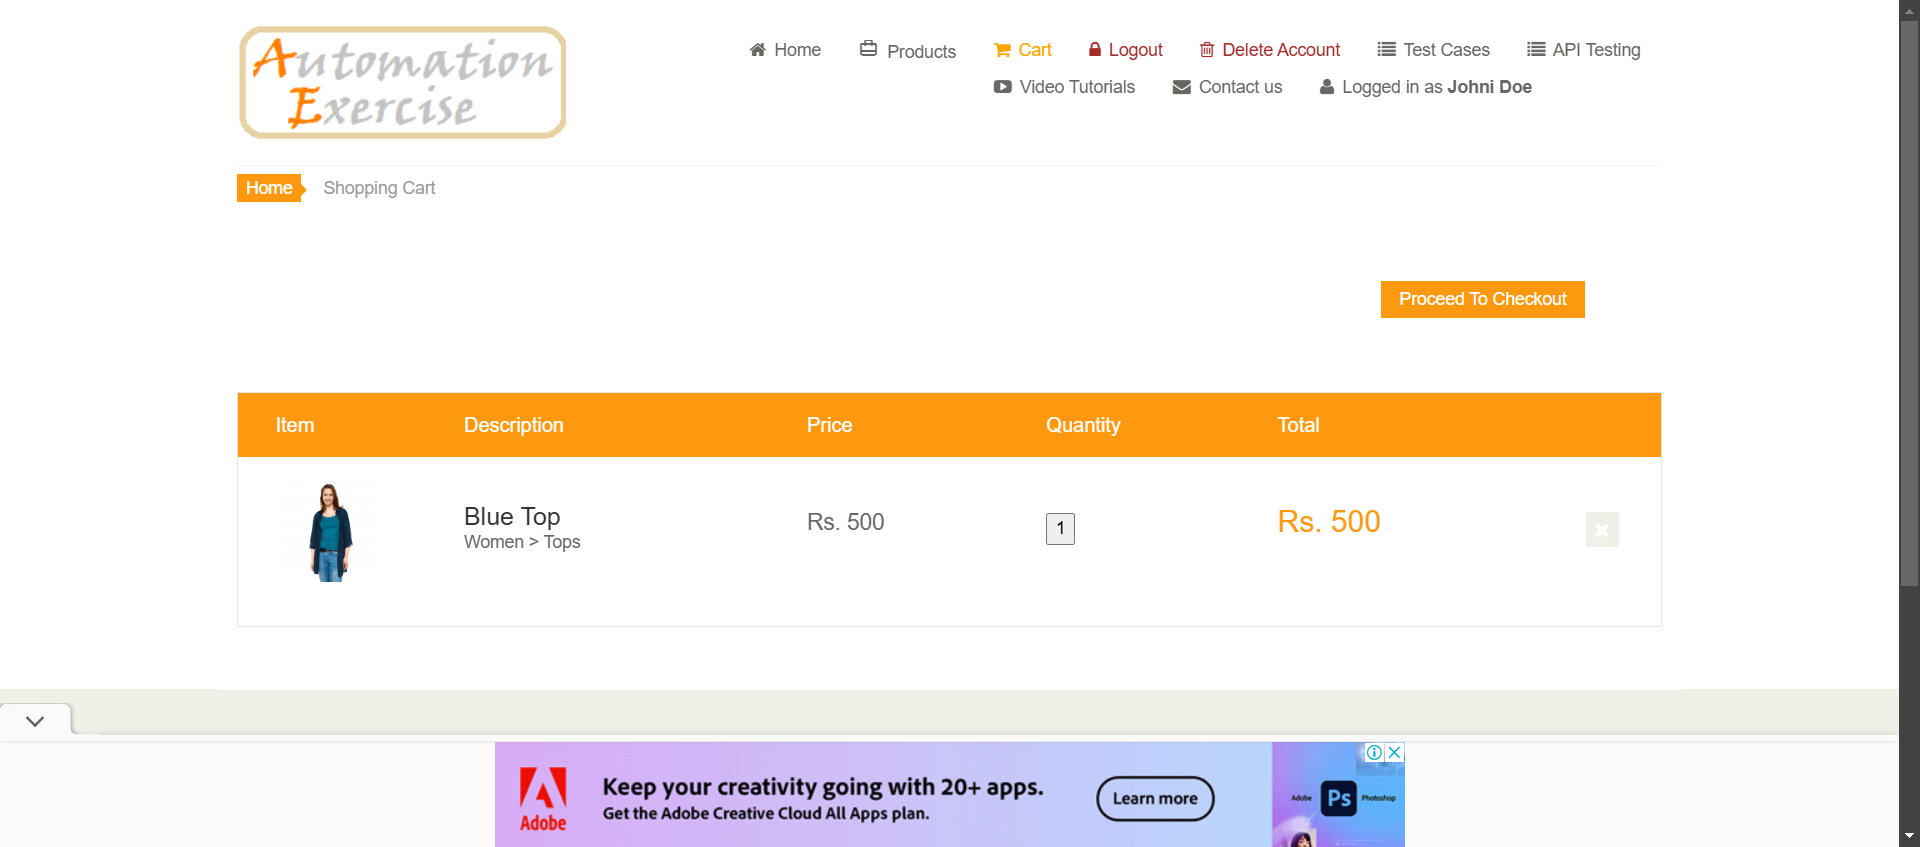 Automation
Exercise
Home
Products
Cart
Logout
Delete Account
Test Cases
API Testing
Video Tutorials
Contact us
Logged in as Johni Doe
Home
Shopping Cart
Proceed To Checkout
Item Description Price Quantity Total
Blue Top
Women > Tops
Rs. 500
1
Rs. 500
Adobe
Keep your creativity going with 20+ apps.
Get the Adobe Creative Cloud All Apps plan.
Learn more
Adobe Ps Photoshop